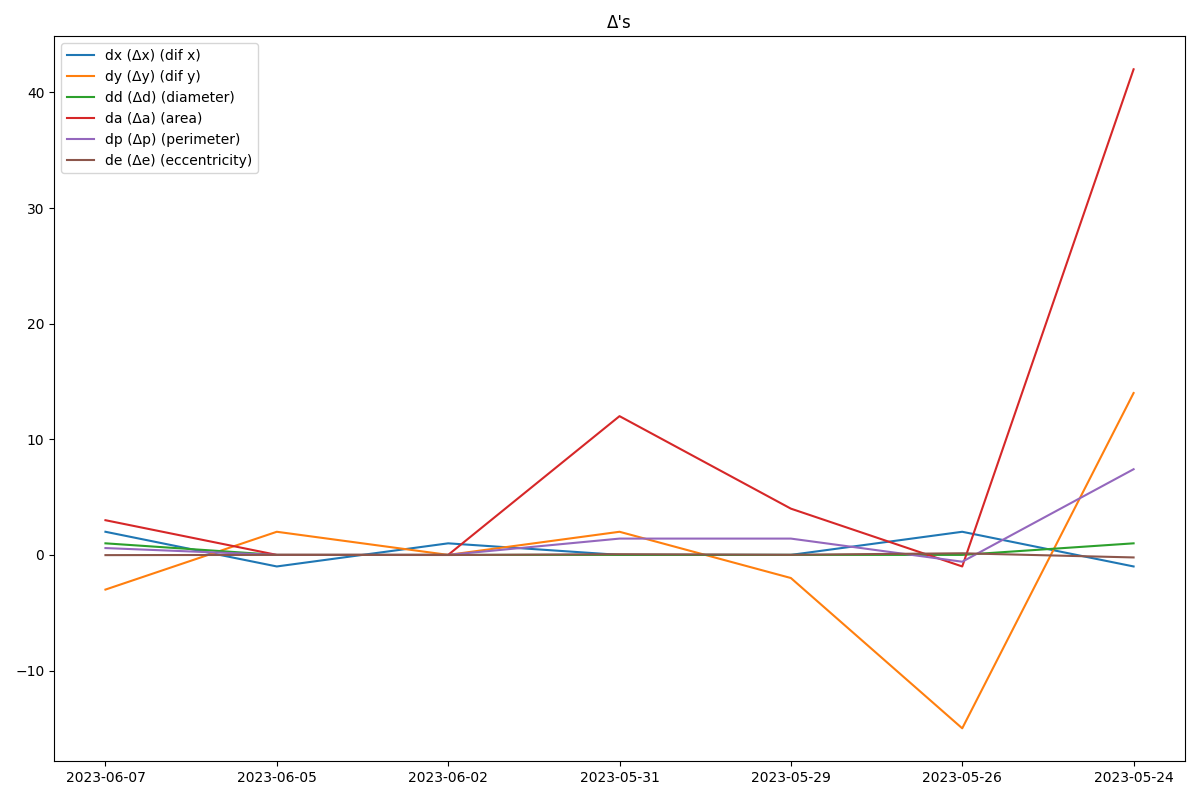 Δ's
dx (Δx) (dif x)
dy (Δy) (dif y)
dd (Δd) (diameter)
da (Δa) (area)
dp (Δp) (perimeter)
de (Δe) (eccentricity)
40
30
20
10
0
−10
2023-06-07 2023-06-05 2023-06-02 2023-05-31 2023-05-29 2023-05-26 2023-05-24